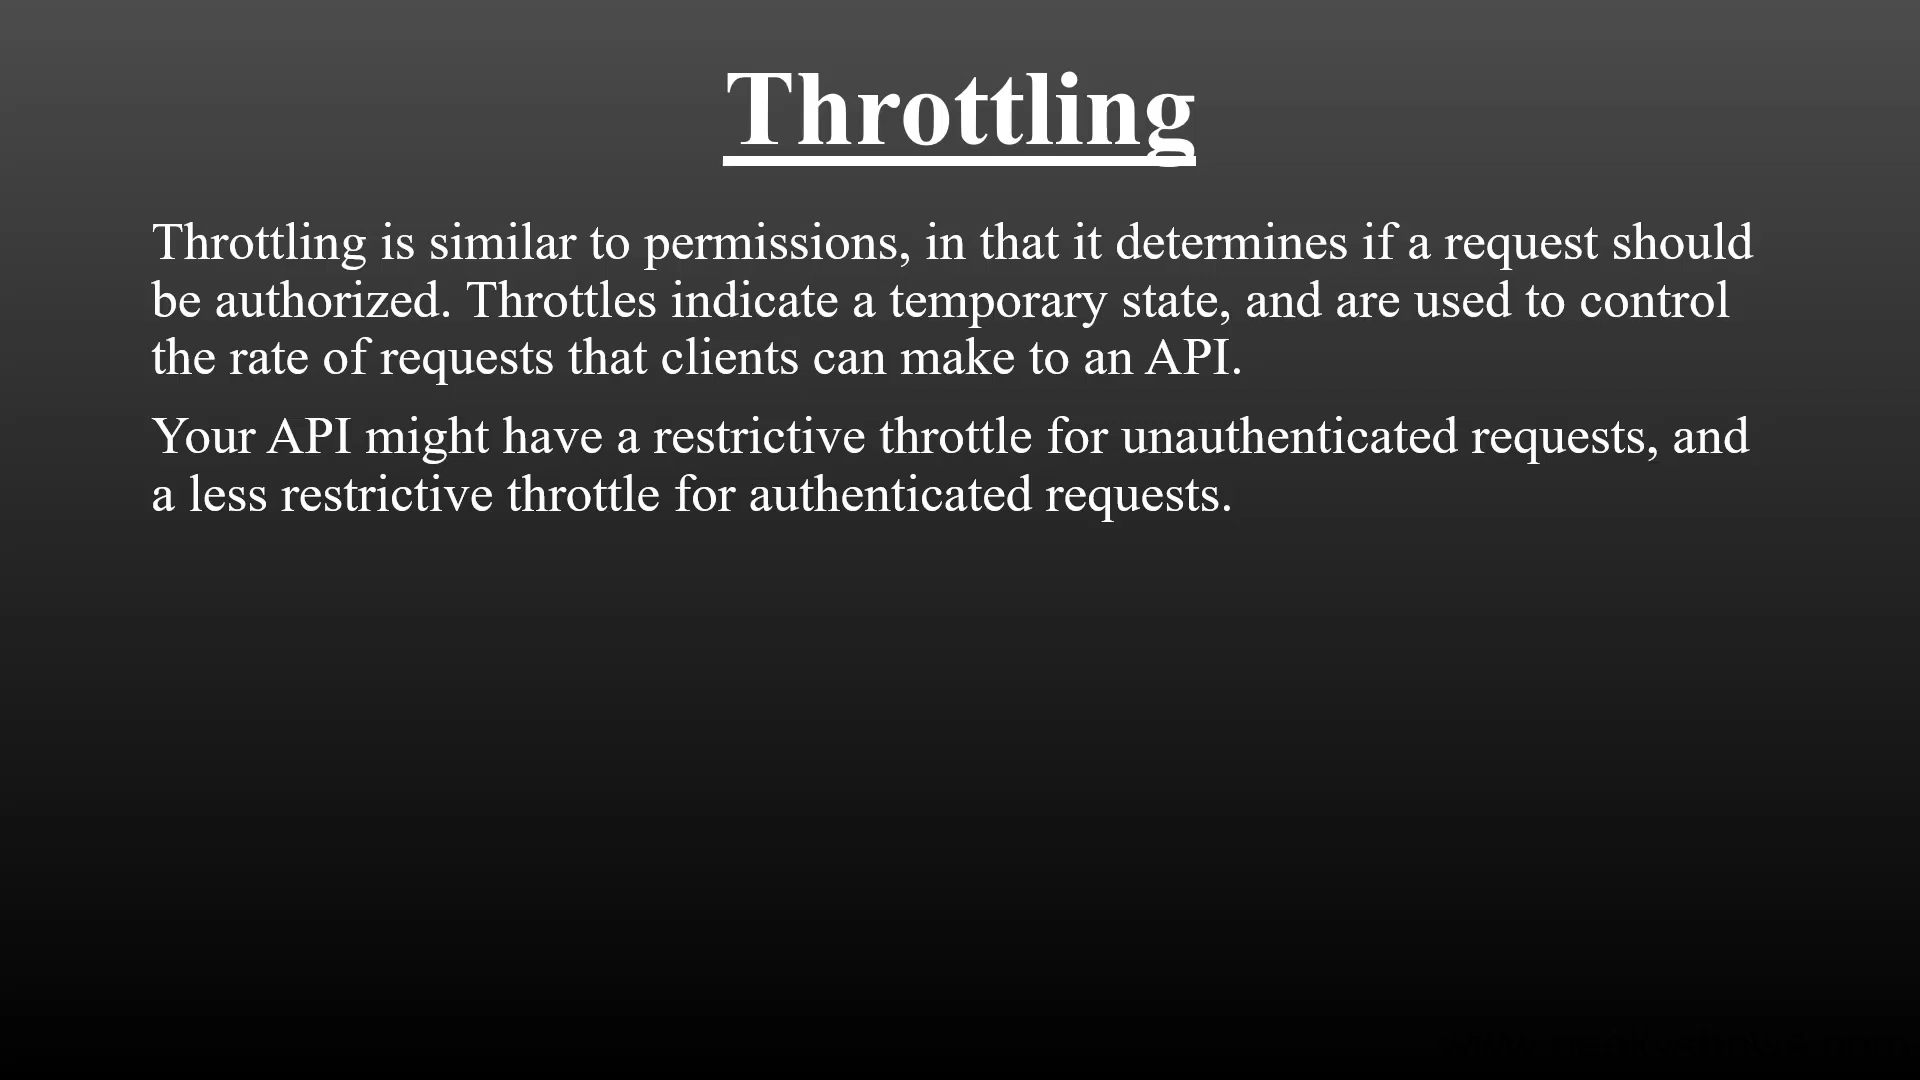 Throttling
Throttling is similar to permissions, in that it determines if a request should
be authorized. Throttles indicate a temporary state, and are used to control
the rate of requests that clients can make to an API.
Your API might have a restrictive throttle for unauthenticated requests, and
a less restrictive throttle for authenticated requests.